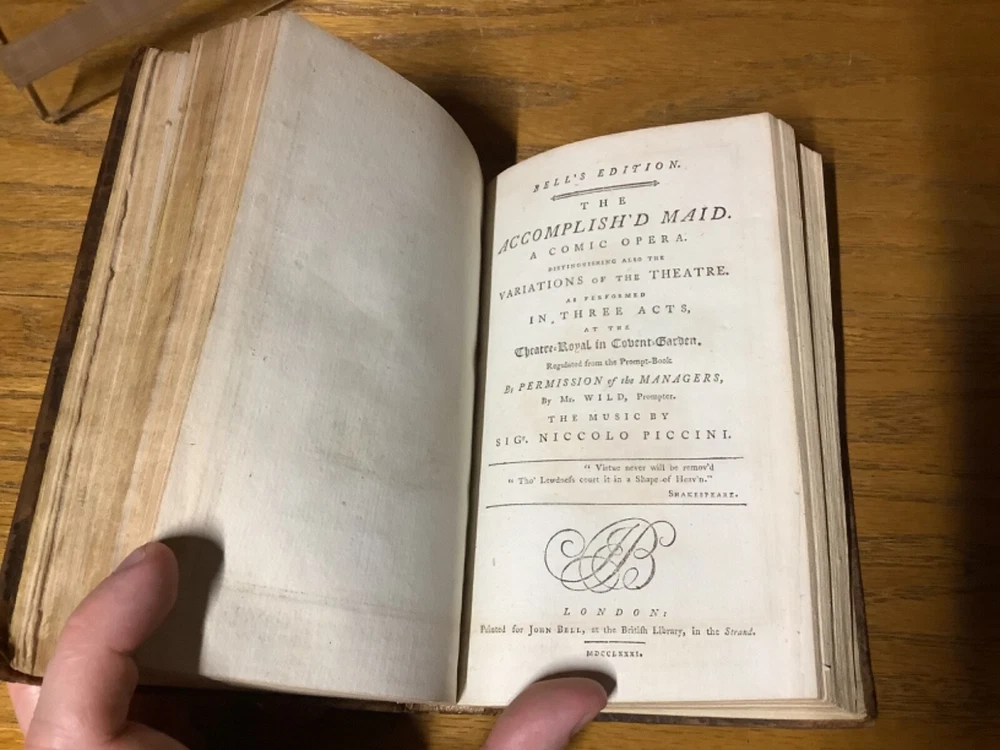 BELL'S EDITION.
THE
ACCOMPLISH'D MAID.
A COMIC OPERA.
DISTINGUISHING ALSO THE
VARIATIONS OF THE THEATRE.
AS PERFORMED
IN THREE ACTS,
AT THE
Theatre-Royal in Covent-Garden.
Regulated from the Prompt-Book
By PERMISSION of the MANAGERS,
By Mr. WILD, Prompter.
THE MUSIC BY
SIGr. NICCOLO PICCINI.
" Virtue never will be remov'd
" Tho' Lewdness court it in a Shape of Heav'n."
SHAKESPEARE.
JB
LONDON:
Printed for JOHN BELL, at the British Library, in the Strand.
MDCCLXXXI.